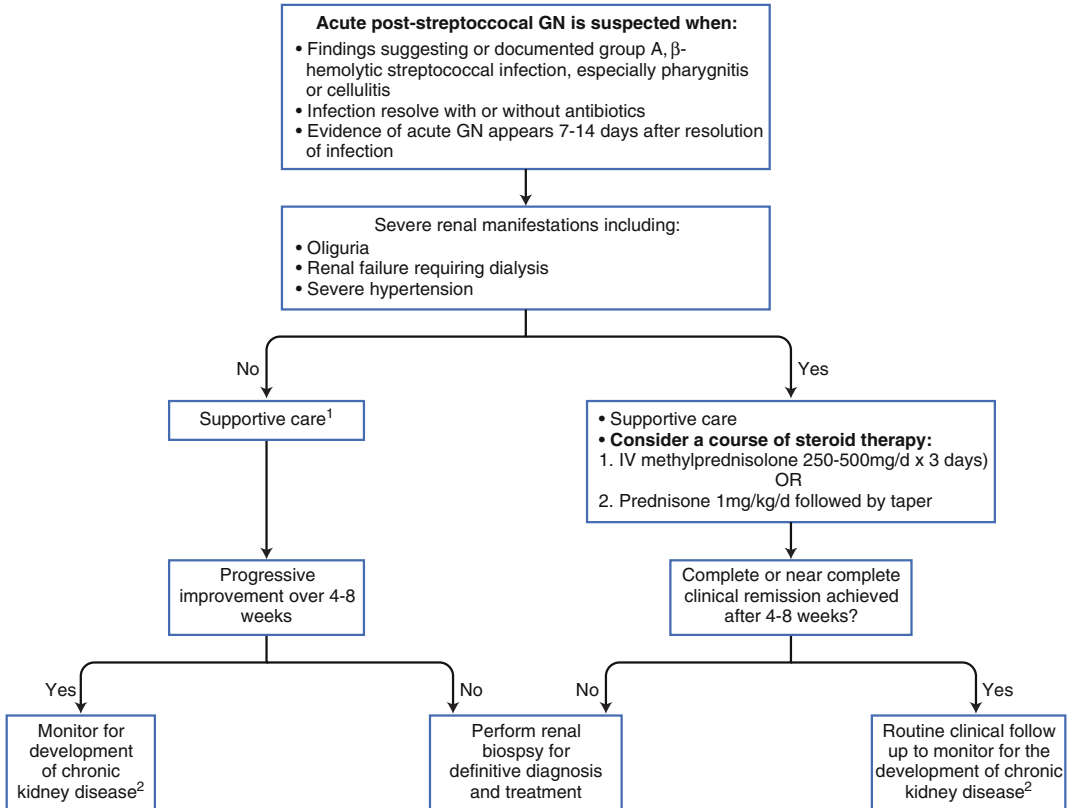 Acute post-streptoccocal GN is suspected when:
• Findings suggesting or documented group A, β-
hemolytic streptococcal infection, especially pharygnitis
or cellulitis
• Infection resolve with or without antibiotics
• Evidence of acute GN appears 7-14 days after resolution
of infection
Severe renal manifestations including:
• Oliguria
• Renal failure requiring dialysis
• Severe hypertension
No
Yes
Supportive care1
• Supportive care
• Consider a course of steroid therapy:
1. IV methylprednisolone 250-500mg/d x 3 days)
OR
2. Prednisone 1mg/kg/d followed by taper
Progressive
improvement over 4-8
weeks
Complete or near complete
clinical remission achieved
after 4-8 weeks?
Yes
No
No
Yes
Monitor for
development
of chronic
kidney disease2
Perform renal
biospsy for
definitive diagnosis
and treatment
Routine clinical follow
up to monitor for the
development of chronic
kidney disease2